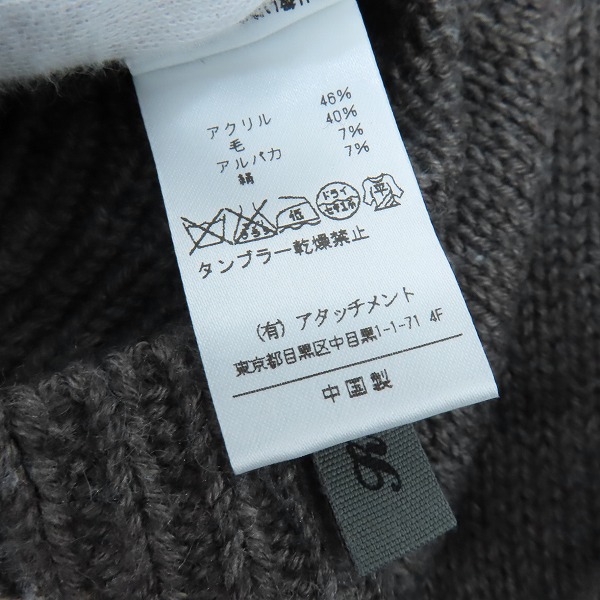 アクリル 46%
毛 40%
アルパカ 7%
絹 7%
ドライ 平
タンブラー乾燥禁止
(有) アタッチメント
東京都目黒区中目黒1-1-71 4F
中国製